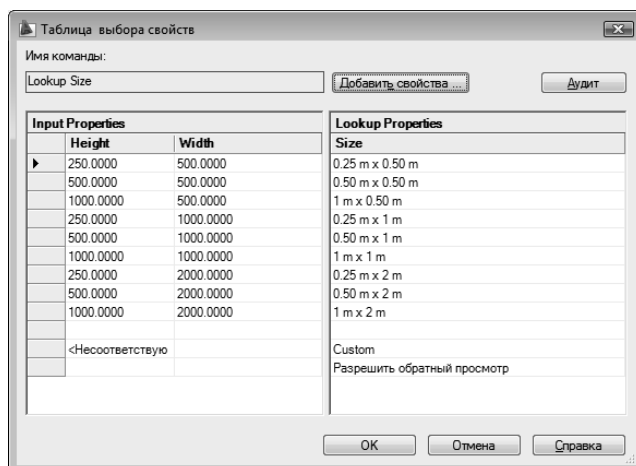 Таблица выбора свойств
Имя команды:
Lookup Size
Добавить свойства ...
Аудит
Input Properties
Lookup Properties
Height Width Size
250.0000 500.0000 0.25 m x 0.50 m
500.0000 500.0000 0.50 m x 0.50 m
1000.0000 500.0000 1 m x 0.50 m
250.0000 1000.0000 0.25 m x 1 m
500.0000 1000.0000 0.50 m x 1 m
1000.0000 1000.0000 1 m x 1 m
250.0000 2000.0000 0.25 m x 2 m
500.0000 2000.0000 0.50 m x 2 m
1000.0000 2000.0000 1 m x 2 m
<Несоответствую Custom
Разрешить обратный просмотр
OK Отмена Справка